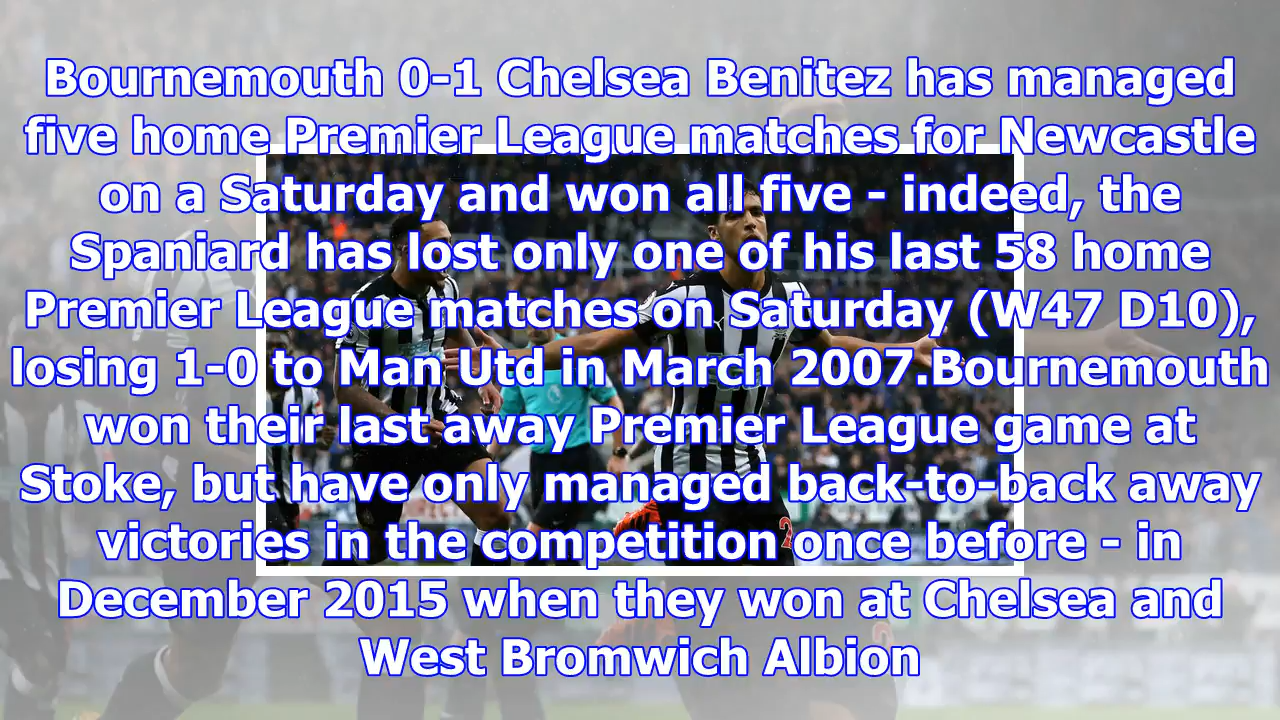 Bournemouth 0-1 Chelsea Benitez has managed
five home Premier League matches for Newcastle
on a Saturday and won all five - indeed, the
Spaniard has lost only one of his last 58 home
Premier League matches on Saturday (W47 D10),
losing 1-0 to Man Utd in March 2007.Bournemouth
won their last away Premier League game at
Stoke, but have only managed back-to-back away
victories in the competition once before - in
December 2015 when they won at Chelsea and
West Bromwich Albion